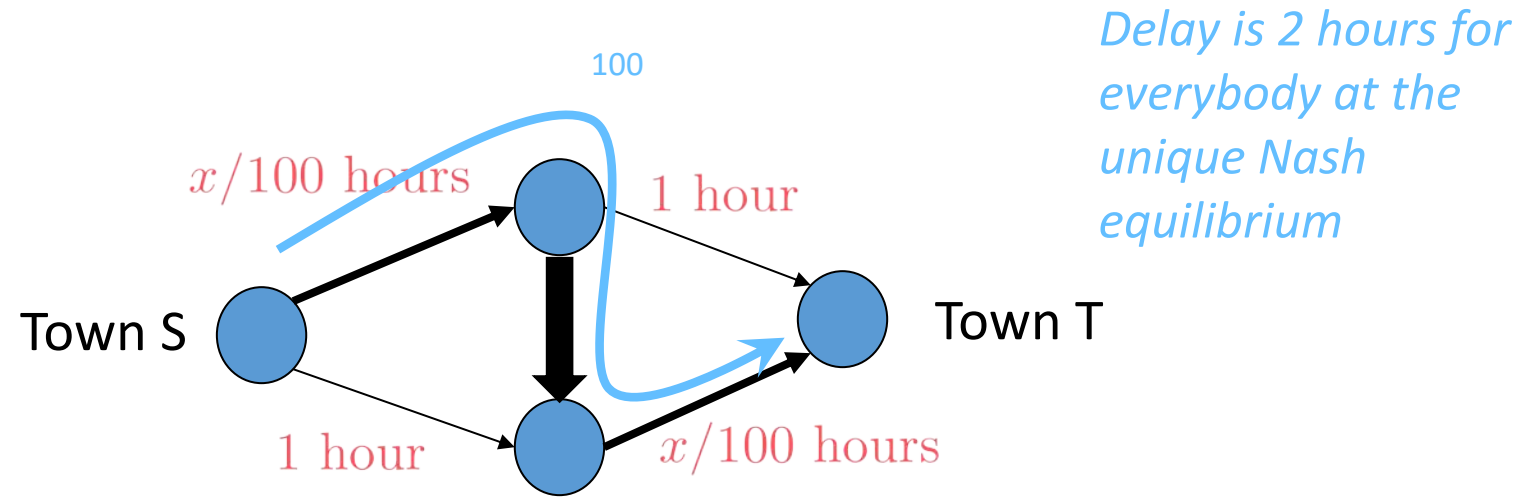 Delay is 2 hours for
everybody at the
unique Nash
equilibrium
100
x/100 hours
1 hour
Town S
Town T
1 hour
x/100 hours